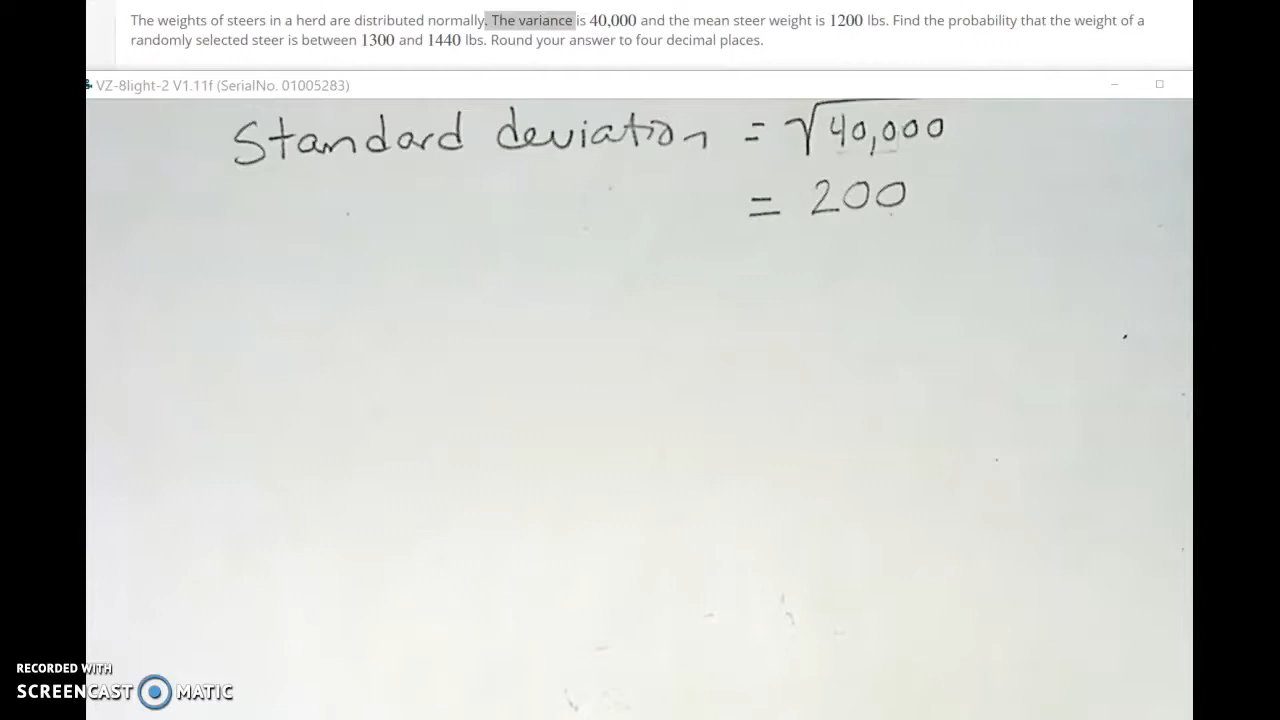 The weights of steers in a herd are distributed normally. The variance is 40,000 and the mean steer weight is 1200 lbs. Find the probability that the weight of a
randomly selected steer is between 1300 and 1440 lbs. Round your answer to four decimal places.
VZ-8light-2 V1.11f (SerialNo. 01005283)
Standard deviation = √40,000
= 200
RECORDED WITH
SCREENCAST MATIC